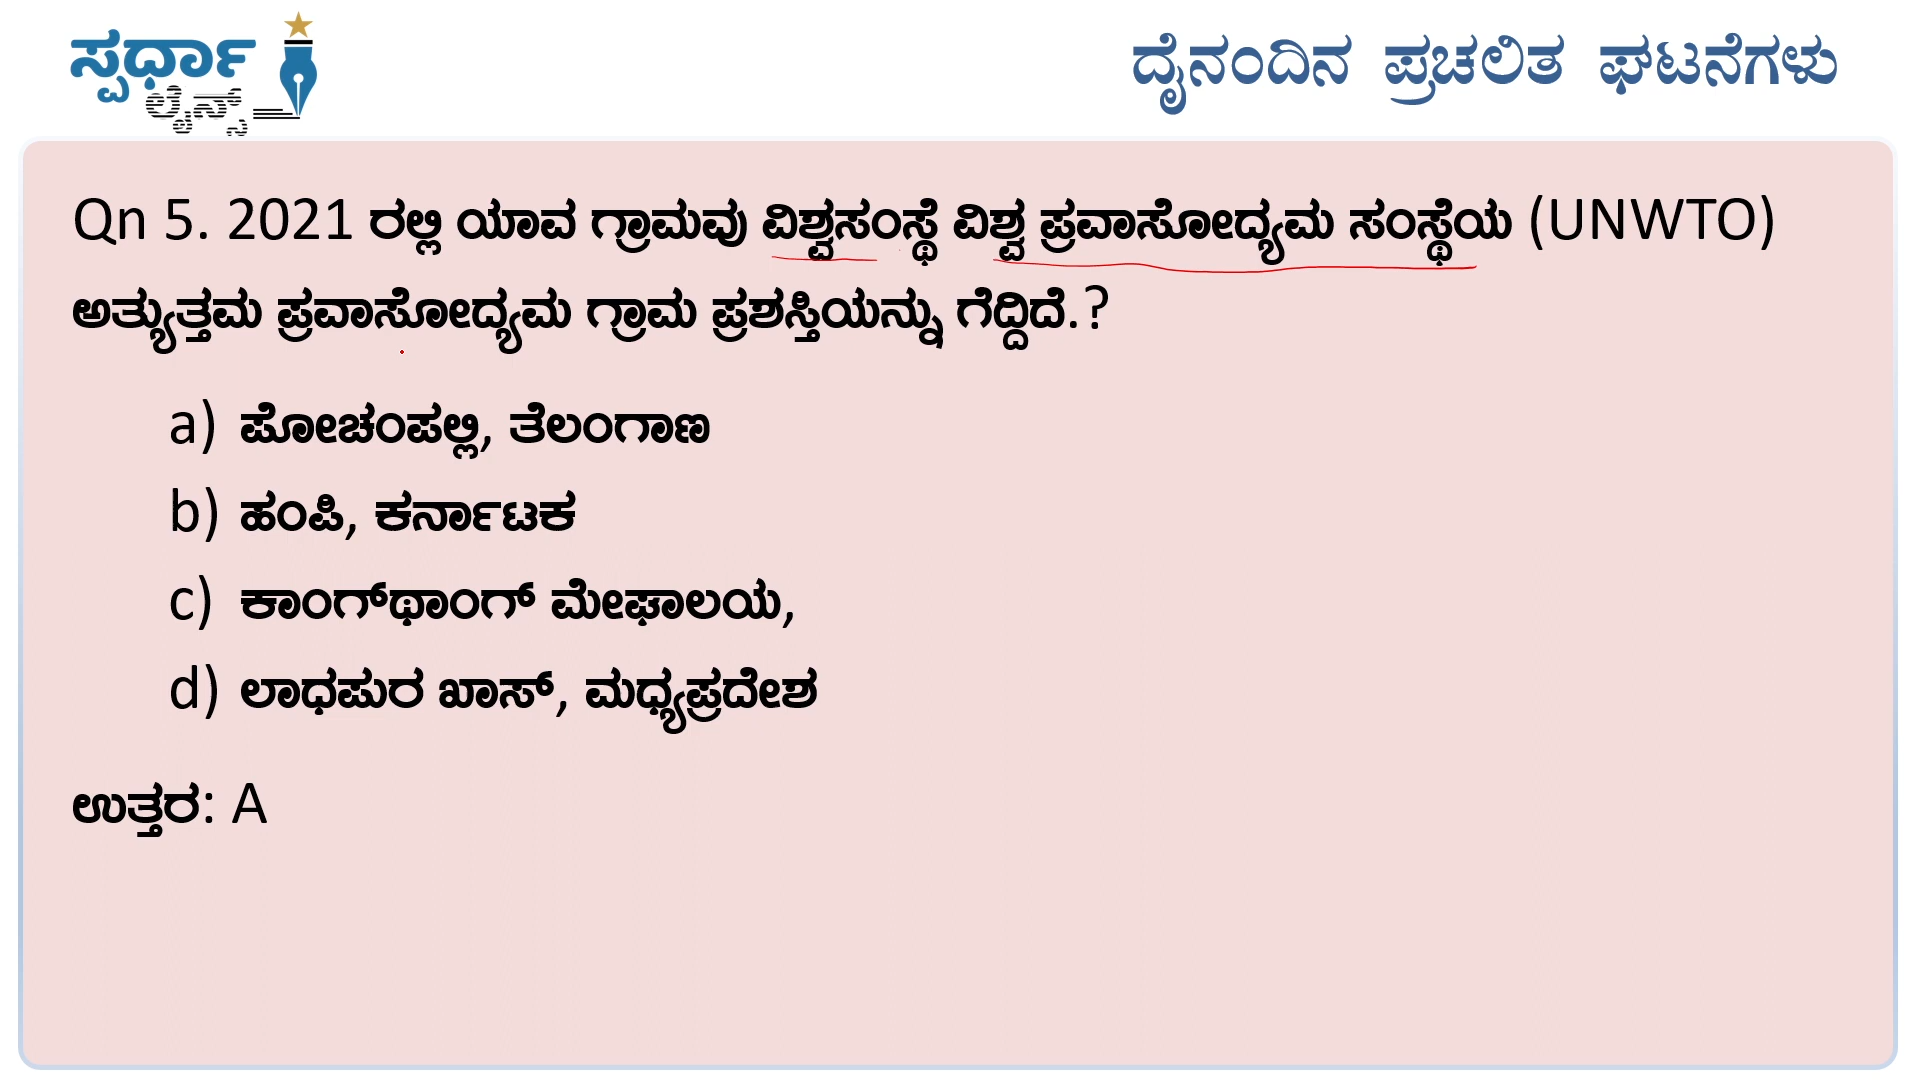 ಸ್ಪರ್ಧಾ
ಲೈನ್ಸ್
ದೈನಂದಿನ ಪ್ರಚಲಿತ ಘಟನೆಗಳು
Qn 5. 2021 ರಲ್ಲಿ ಯಾವ ಗ್ರಾಮವು ವಿಶ್ವಸಂಸ್ಥೆ ವಿಶ್ವ ಪ್ರವಾಸೋದ್ಯಮ ಸಂಸ್ಥೆಯ (UNWTO)
ಅತ್ಯುತ್ತಮ ಪ್ರವಾಸೋದ್ಯಮ ಗ್ರಾಮ ಪ್ರಶಸ್ತಿಯನ್ನು ಗೆದ್ದಿದೆ.?
a) ಪೋಚಂಪಲ್ಲಿ, ತೆಲಂಗಾಣ
b) ಹಂಪಿ, ಕರ್ನಾಟಕ
c) ಕಾಂಗ್‌ಥಾಂಗ್ ಮೇಘಾಲಯ,
d) ಲಾಧಪುರ ಖಾಸ್, ಮಧ್ಯಪ್ರದೇಶ
ಉತ್ತರ: A